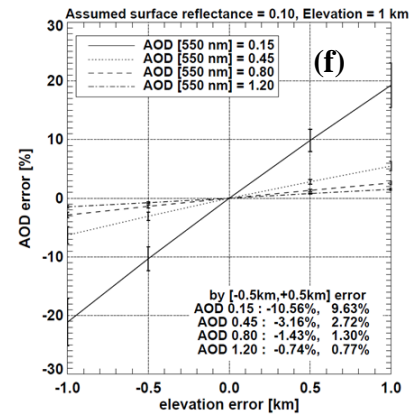 Assumed surface reflectance = 0.10, Elevation = 1 km
30
AOD [550 nm] = 0.15
AOD [550 nm] = 0.45
AOD [550 nm] = 0.80
AOD [550 nm] = 1.20
(f)
20
10
0
-10
-20
-30
AOD error [%]
by [-0.5km,+0.5km] error
AOD 0.15 : -10.56%, 9.63%
AOD 0.45 : -3.16%, 2.72%
AOD 0.80 : -1.43%, 1.30%
AOD 1.20 : -0.74%, 0.77%
-1.0 -0.5 0.0 0.5 1.0
elevation error [km]